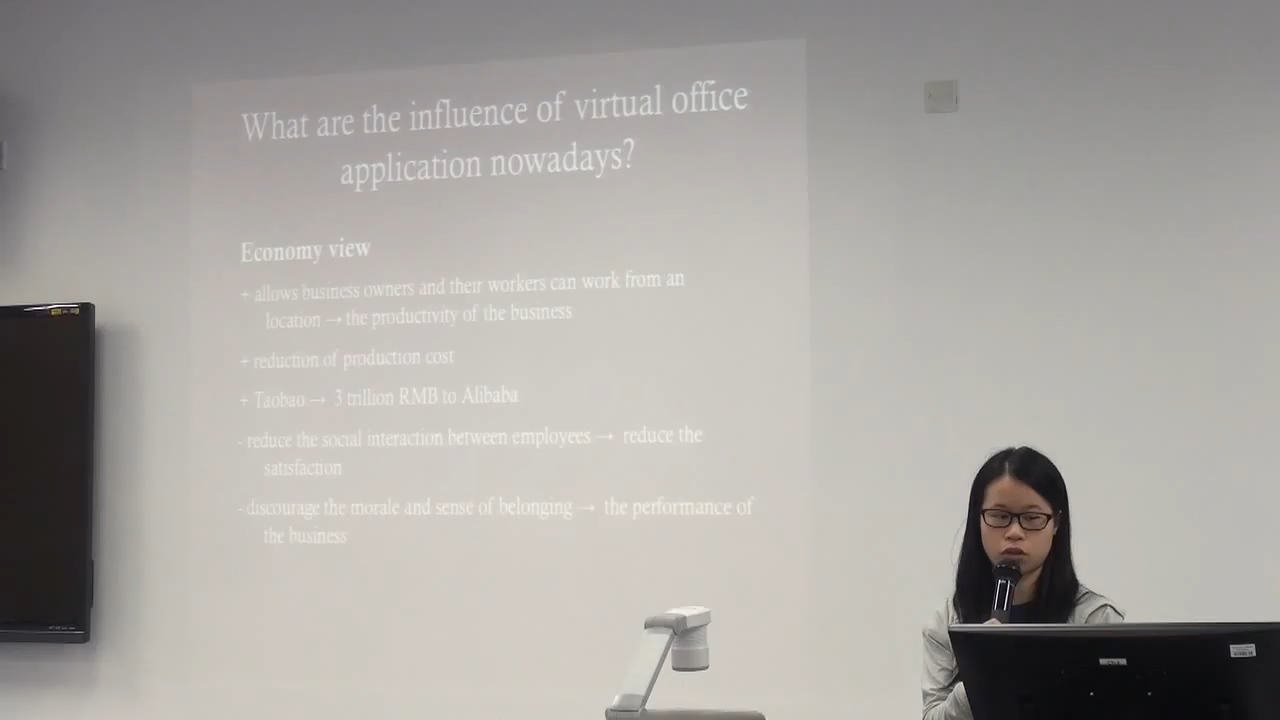 What are the influence of virtual office
application nowadays?
Economy view
+ allows business owners and their workers can work from an
location → the productivity of the business
+ reduction of production cost
+ Taobao → 3 trillion RMB to Alibaba
- reduce the social interaction between employees → reduce the
satisfaction
- discourage the morale and sense of belonging → the performance of
the business